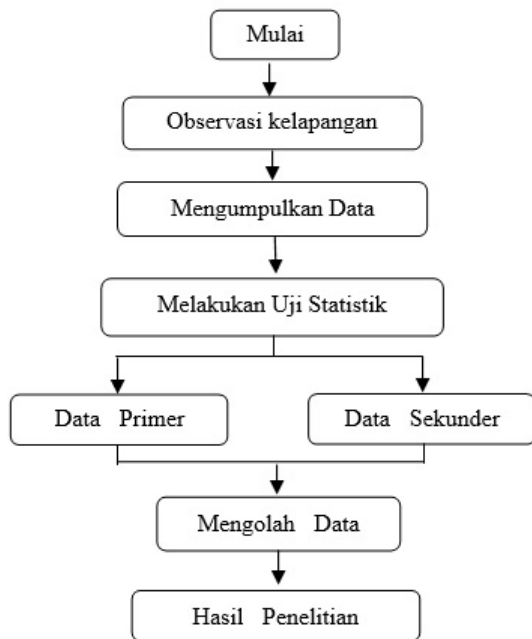 Mulai
Observasi kelapangan
Mengumpulkan Data
Melakukan Uji Statistik
Data Primer
Data Sekunder
Mengolah Data
Hasil Penelitian